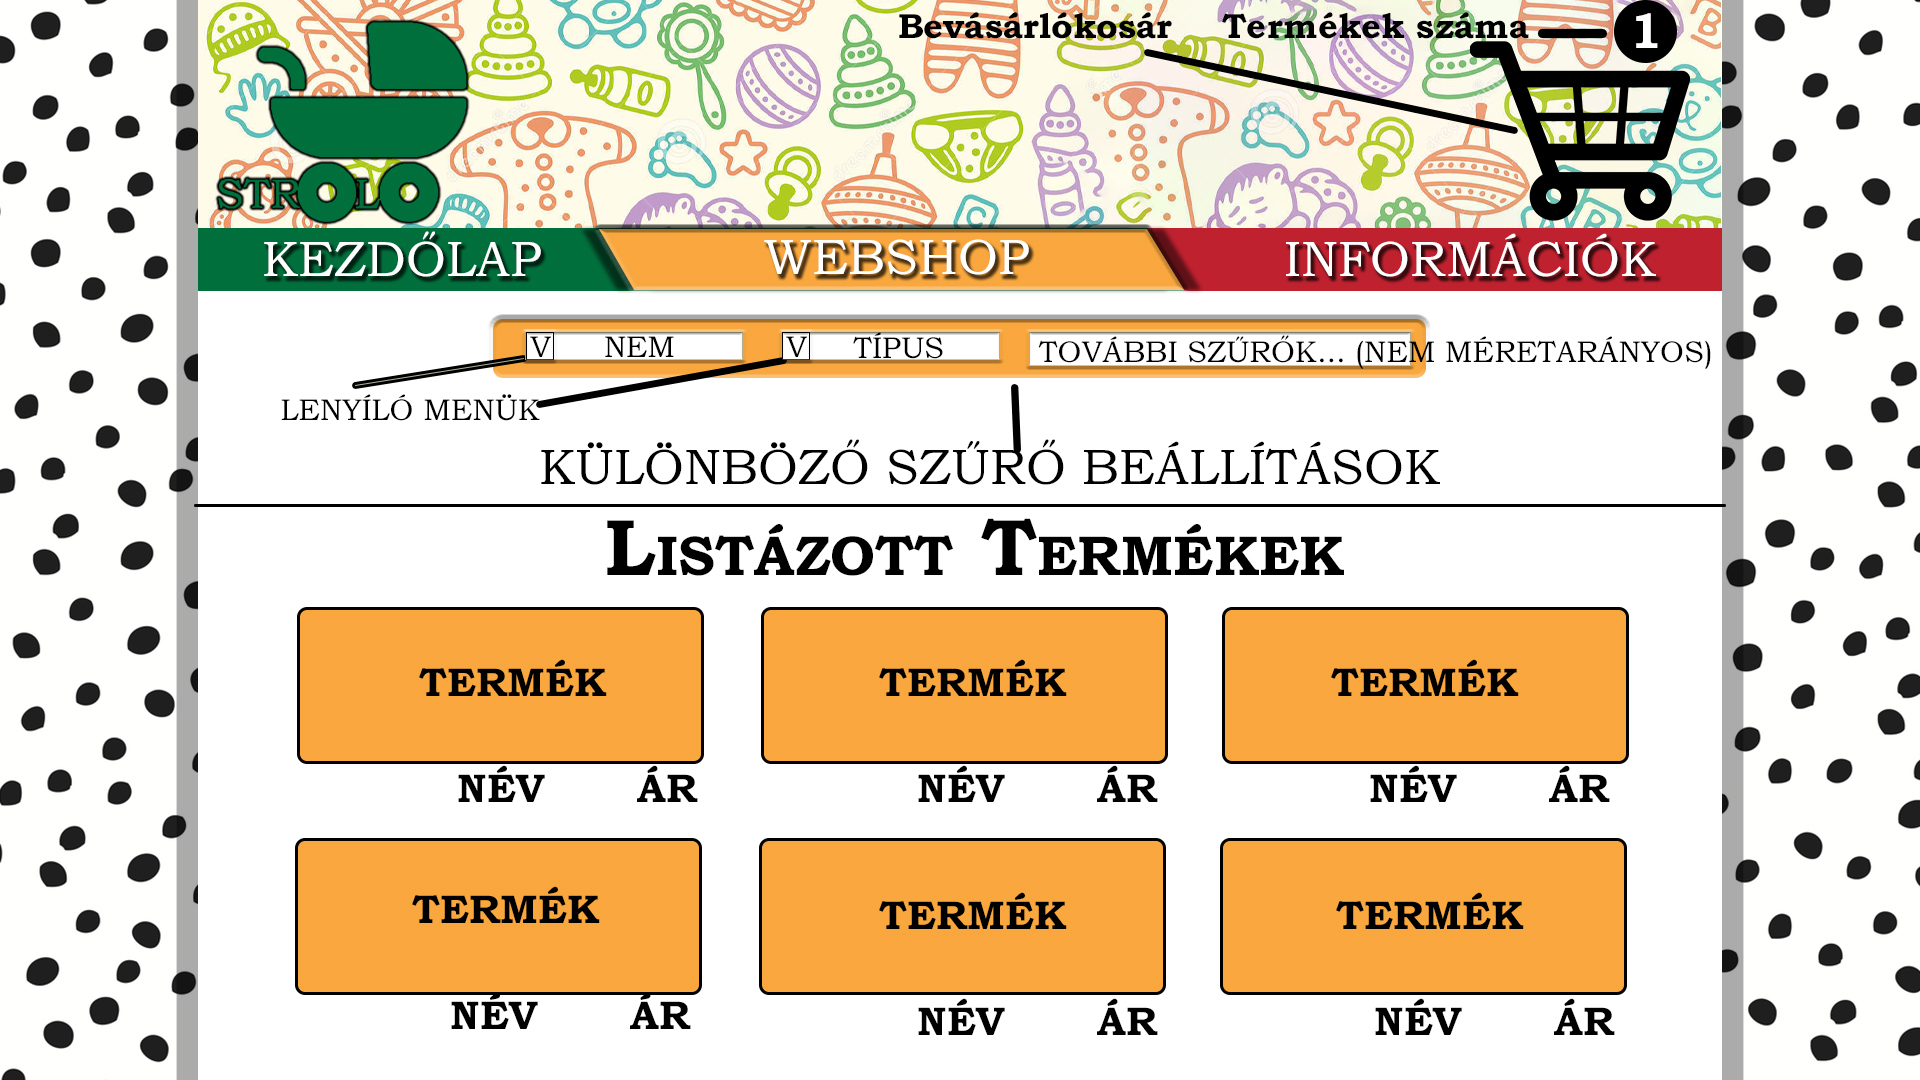 Bevásárlókosár Termékek száma 1
STROLO
KEZDŐLAP WEBSHOP INFORMÁCIÓK
V NEM V TÍPUS TOVÁBBI SZŰRŐK... (NEM MÉRETARÁNYOS)
LENYÍLÓ MENÜK
KÜLÖNBÖZŐ SZŰRŐ BEÁLLÍTÁSOK
LISTÁZOTT TERMÉKEK
TERMÉK TERMÉK TERMÉK
NÉV ÁR NÉV ÁR NÉV ÁR
TERMÉK TERMÉK TERMÉK
NÉV ÁR NÉV ÁR NÉV ÁR